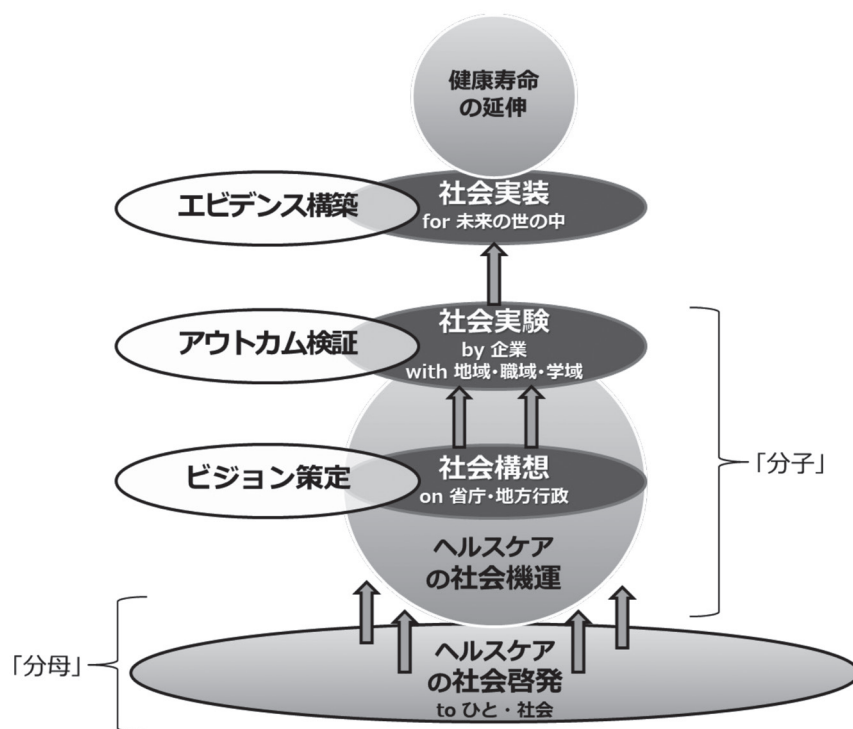 健康寿命
の延伸
エビデンス構築
社会実装
for 未来の世の中
アウトカム検証
社会実験
by 企業
with 地域・職域・学域
「分子」
ビジョン策定
社会構想
on 省庁・地方行政
ヘルスケア
の社会機運
「分母」
ヘルスケア
の社会啓発
to ひと・社会